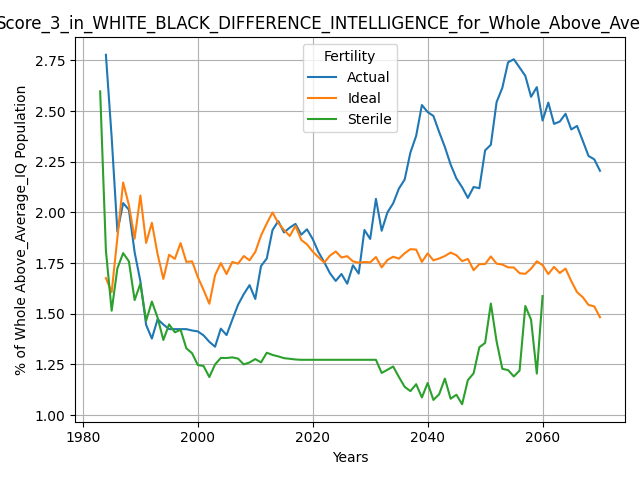 Score_3_in_WHITE_BLACK_DIFFERENCE_INTELLIGENCE_for_Whole_Above_Ave
Fertility
Actual
Ideal
Sterile
% of Whole Above_Average_IQ Population
2.75
2.50
2.25
2.00
1.75
1.50
1.25
1.00
1980
2000
2020
2040
2060
Years